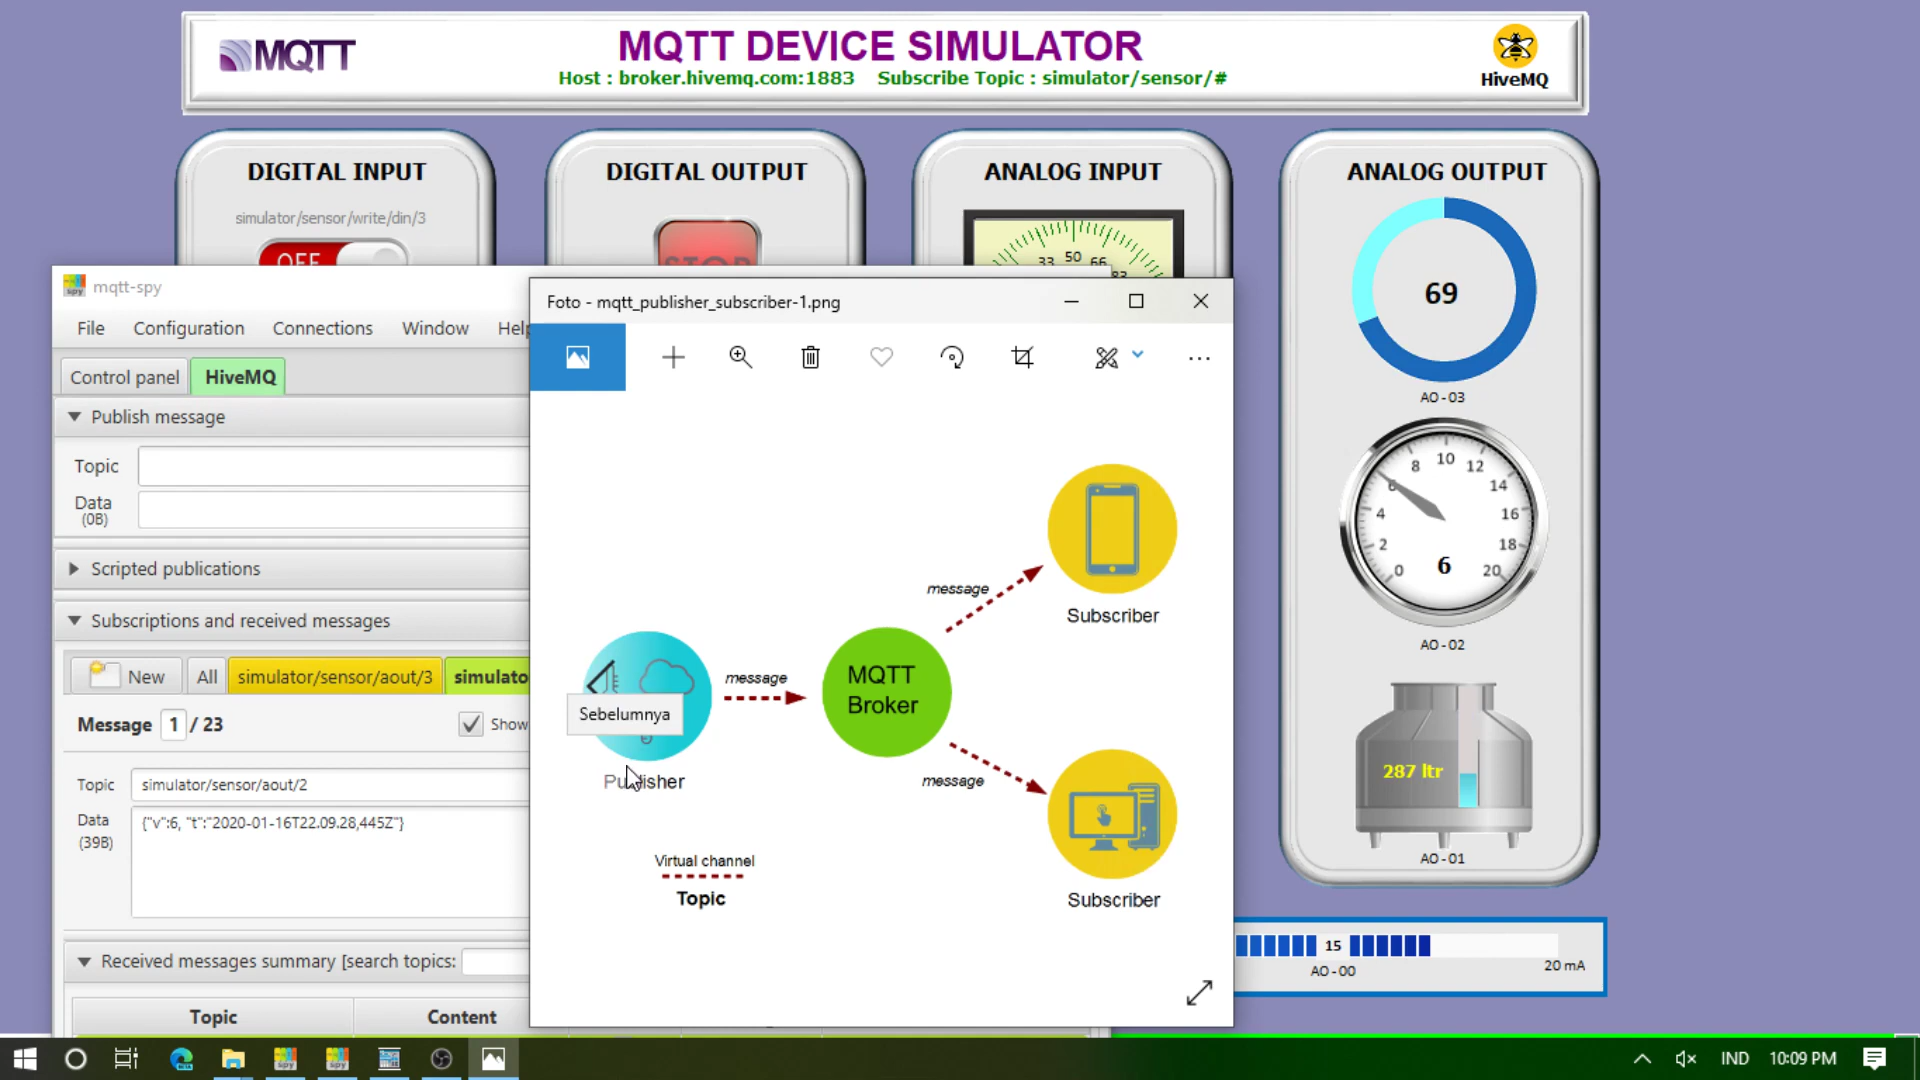 MQTT
MQTT DEVICE SIMULATOR
Host : broker.hivemq.com:1883 Subscribe Topic : simulator/sensor/#
HiveMQ
DIGITAL INPUT
simulator/sensor/write/din/3
OFF
DIGITAL OUTPUT
STOP
ANALOG INPUT
33 50 66 83
ANALOG OUTPUT
69
AO - 03
0 2 4 6 8 10 12 14 16 18 20
6
AO - 02
287 ltr
AO - 01
15
20 mA
AO - 00
mqtt-spy
File Configuration Connections Window Help
Control panel HiveMQ
Publish message
Topic
Data
(0B)
Scripted publications
Subscriptions and received messages
New All simulator/sensor/aout/3 simulato
Message 1 / 23 Show
Topic simulator/sensor/aout/2
Data {"v":6, "t":"2020-01-16T22.09.28,445Z"}
(39B)
Received messages summary [search topics:
Topic Content
Foto - mqtt_publisher_subscriber-1.png
message
Subscriber
message
MQTT
Broker
Sebelumnya
Publisher
message
Subscriber
Virtual channel
Topic
IND 10:09 PM